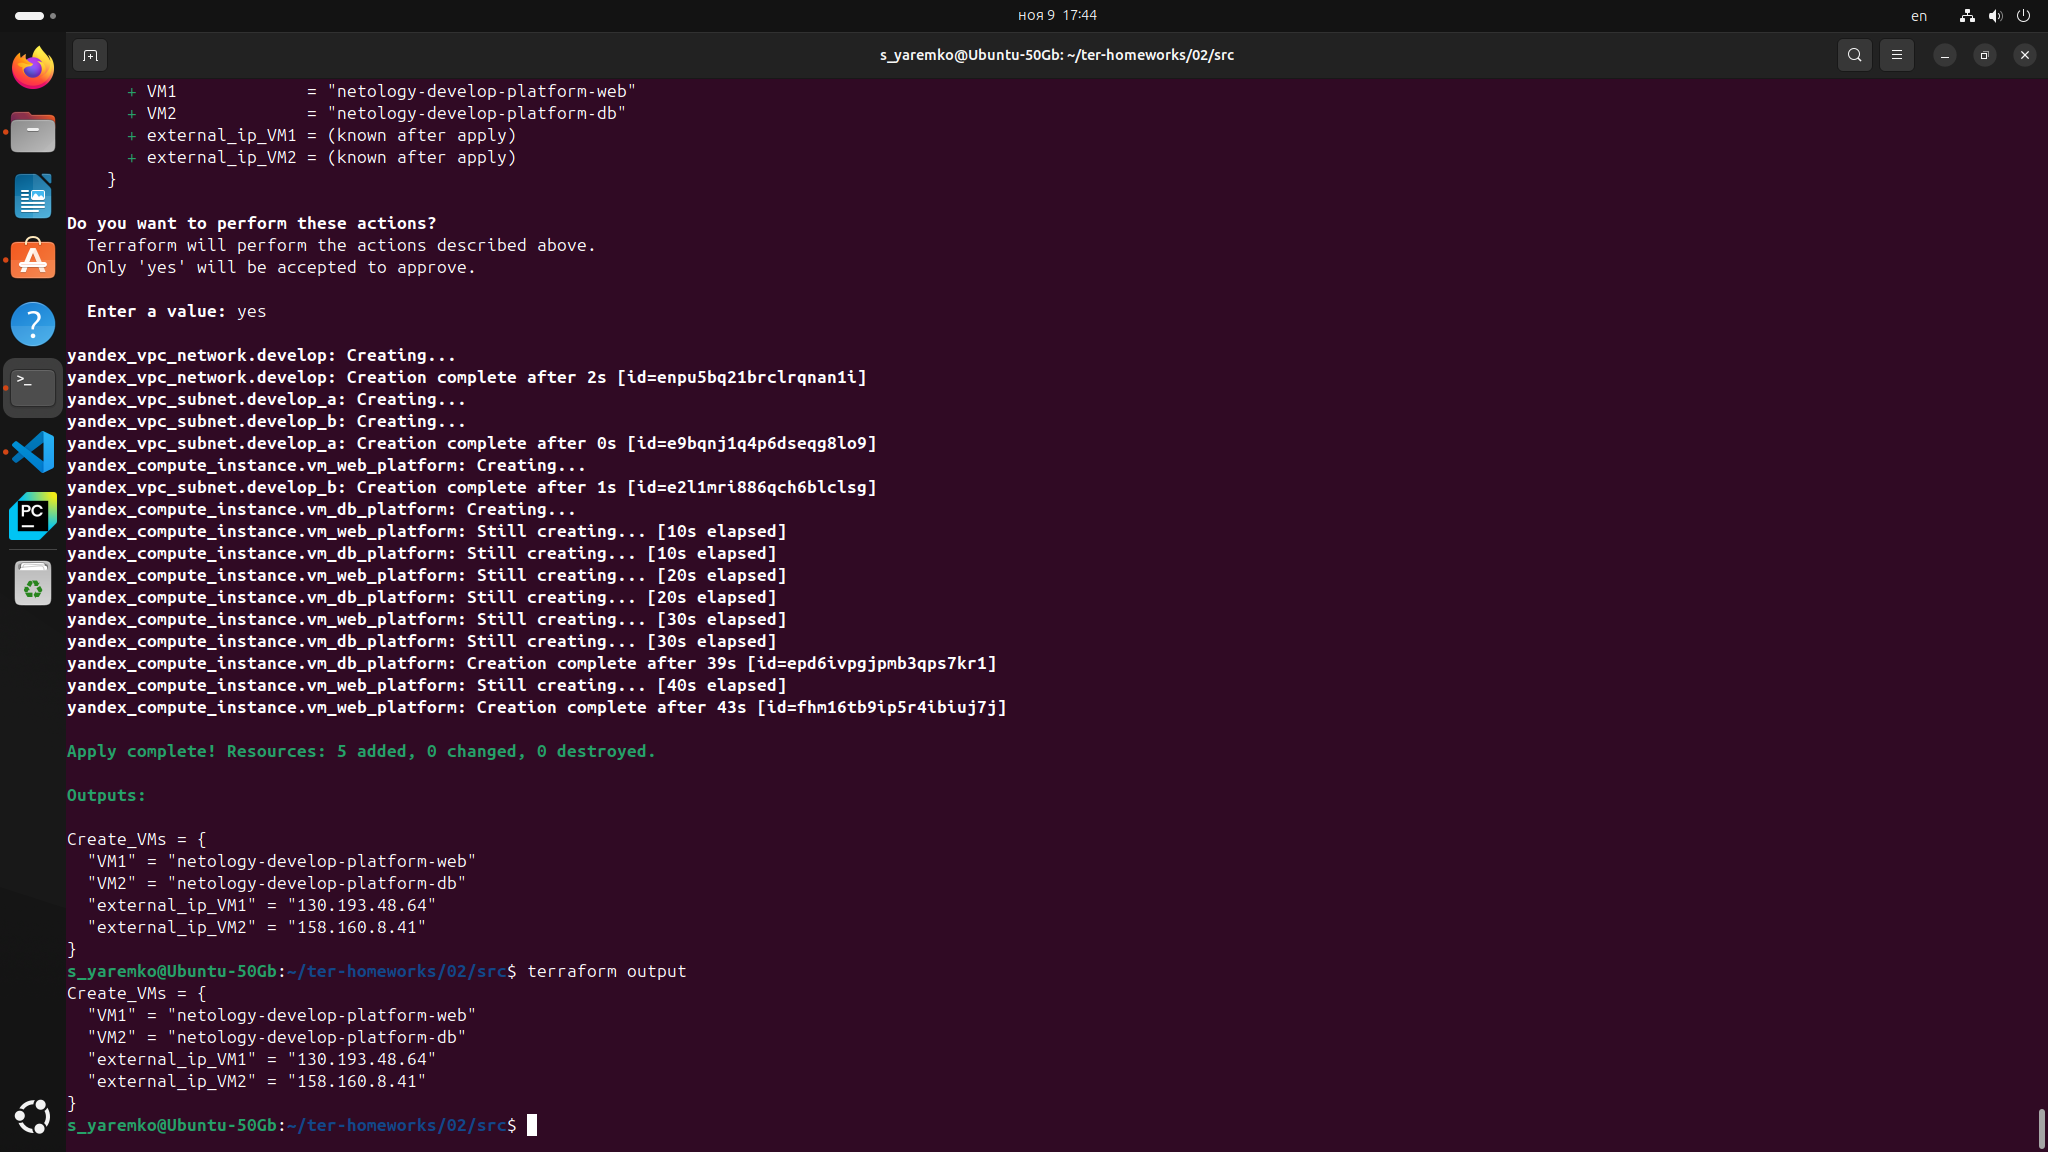 ноя 9 17:44
en
s_yaremko@Ubuntu-50Gb: ~/ter-homeworks/02/src
+ VM1 = "netology-develop-platform-web"
+ VM2 = "netology-develop-platform-db"
+ external_ip_VM1 = (known after apply)
+ external_ip_VM2 = (known after apply)
}
Do you want to perform these actions?
Terraform will perform the actions described above.
Only 'yes' will be accepted to approve.
Enter a value: yes
yandex_vpc_network.develop: Creating...
yandex_vpc_network.develop: Creation complete after 2s [id=enpu5bq21brclrqnan1i]
yandex_vpc_subnet.develop_a: Creating...
yandex_vpc_subnet.develop_b: Creating...
yandex_vpc_subnet.develop_a: Creation complete after 0s [id=e9bqnj1q4p6dseqg8lo9]
yandex_compute_instance.vm_web_platform: Creating...
yandex_vpc_subnet.develop_b: Creation complete after 1s [id=e2l1mri886qch6blclsg]
yandex_compute_instance.vm_db_platform: Creating...
yandex_compute_instance.vm_web_platform: Still creating... [10s elapsed]
yandex_compute_instance.vm_db_platform: Still creating... [10s elapsed]
yandex_compute_instance.vm_web_platform: Still creating... [20s elapsed]
yandex_compute_instance.vm_db_platform: Still creating... [20s elapsed]
yandex_compute_instance.vm_web_platform: Still creating... [30s elapsed]
yandex_compute_instance.vm_db_platform: Still creating... [30s elapsed]
yandex_compute_instance.vm_db_platform: Creation complete after 39s [id=epd6ivpgjpmb3qps7kr1]
yandex_compute_instance.vm_web_platform: Still creating... [40s elapsed]
yandex_compute_instance.vm_web_platform: Creation complete after 43s [id=fhm16tb9ip5r4ibiuj7j]
Apply complete! Resources: 5 added, 0 changed, 0 destroyed.
Outputs:
Create_VMs = {
"VM1" = "netology-develop-platform-web"
"VM2" = "netology-develop-platform-db"
"external_ip_VM1" = "130.193.48.64"
"external_ip_VM2" = "158.160.8.41"
}
s_yaremko@Ubuntu-50Gb:~/ter-homeworks/02/src$ terraform output
Create_VMs = {
"VM1" = "netology-develop-platform-web"
"VM2" = "netology-develop-platform-db"
"external_ip_VM1" = "130.193.48.64"
"external_ip_VM2" = "158.160.8.41"
}
s_yaremko@Ubuntu-50Gb:~/ter-homeworks/02/src$
PC